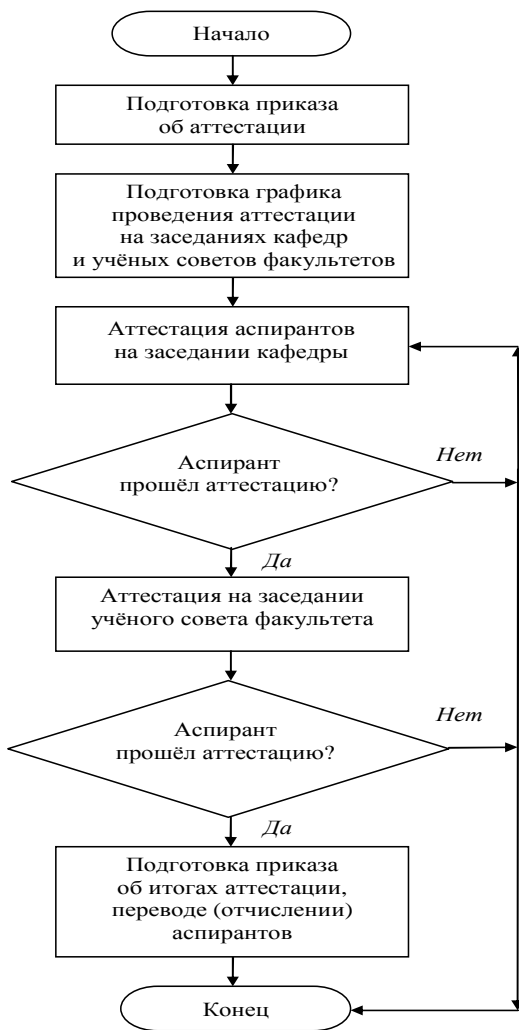 Начало
Подготовка приказа
об аттестации
Подготовка графика
проведения аттестации
на заседаниях кафедр
и учёных советов факультетов
Аттестация аспирантов
на заседании кафедры
Аспирант
прошёл аттестацию?
Нет
Да
Аттестация на заседании
учёного совета факультета
Аспирант
прошёл аттестацию?
Нет
Да
Подготовка приказа
об итогах аттестации,
переводе (отчислении)
аспирантов
Конец